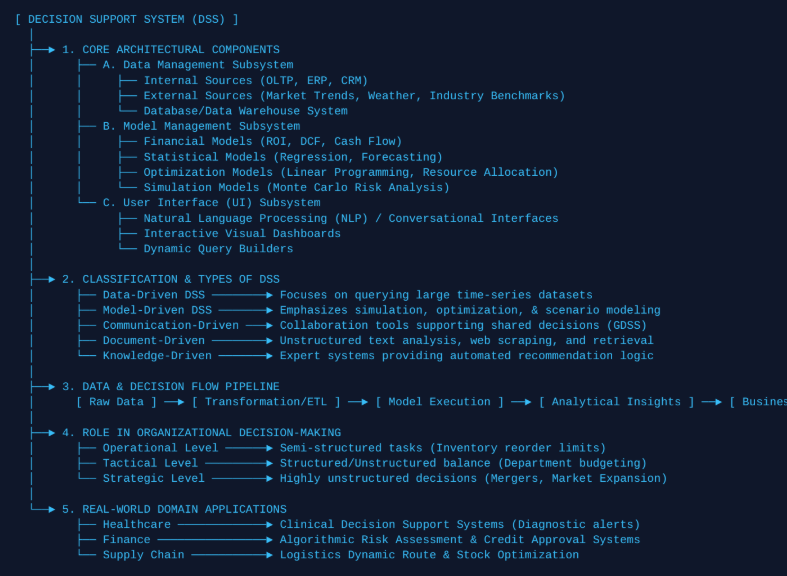 [ DECISION SUPPORT SYSTEM (DSS) ]
1. CORE ARCHITECTURAL COMPONENTS
A. Data Management Subsystem
Internal Sources (OLTP, ERP, CRM)
External Sources (Market Trends, Weather, Industry Benchmarks)
Database/Data Warehouse System
B. Model Management Subsystem
Financial Models (ROI, DCF, Cash Flow)
Statistical Models (Regression, Forecasting)
Optimization Models (Linear Programming, Resource Allocation)
Simulation Models (Monte Carlo Risk Analysis)
C. User Interface (UI) Subsystem
Natural Language Processing (NLP) / Conversational Interfaces
Interactive Visual Dashboards
Dynamic Query Builders
2. CLASSIFICATION & TYPES OF DSS
Data-Driven DSS ───────► Focuses on querying large time-series datasets
Model-Driven DSS ──────► Emphasizes simulation, optimization, & scenario modeling
Communication-Driven ──► Collaboration tools supporting shared decisions (GDSS)
Document-Driven ───────► Unstructured text analysis, web scraping, and retrieval
Knowledge-Driven ──────► Expert systems providing automated recommendation logic
3. DATA & DECISION FLOW PIPELINE
[ Raw Data ] ──► [ Transformation/ETL ] ──► [ Model Execution ] ──► [ Analytical Insights ] ──► [
4. ROLE IN ORGANIZATIONAL DECISION-MAKING
Operational Level ─────► Semi-structured tasks (Inventory reorder limits)
Tactical Level ────────► Structured/Unstructured balance (Department budgeting)
Strategic Level ───────► Highly unstructured decisions (Mergers, Market Expansion)
5. REAL-WORLD DOMAIN APPLICATIONS
Healthcare ────────────► Clinical Decision Support Systems (Diagnostic alerts)
Finance ───────────────► Algorithmic Risk Assessment & Credit Approval Systems
Supply Chain ──────────► Logistics Dynamic Route & Stock Optimization